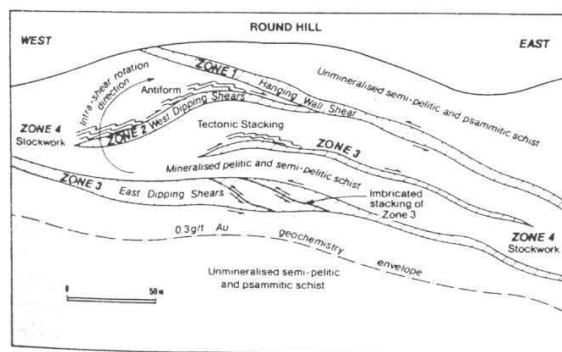 ROUND HILL
WEST
EAST
ZONE 1
Hanging Wall Shear
Unmineralised semi-pelitic and psammitic schist
Intra-shear rotation
direction
Antiform
ZONE 2 West Dipping Shears
ZONE 4
Stockwork
Tectonic Stacking
ZONE 3
Mineralised pelitic and semi-pelitic schist
ZONE 3
East Dipping Shears
Imbricated
stacking of
Zone 3
ZONE 4
Stockwork
0.3g/t Au geochemistry envelope
Unmineralised semi-pelitic
and psammitic schist
0 50 m